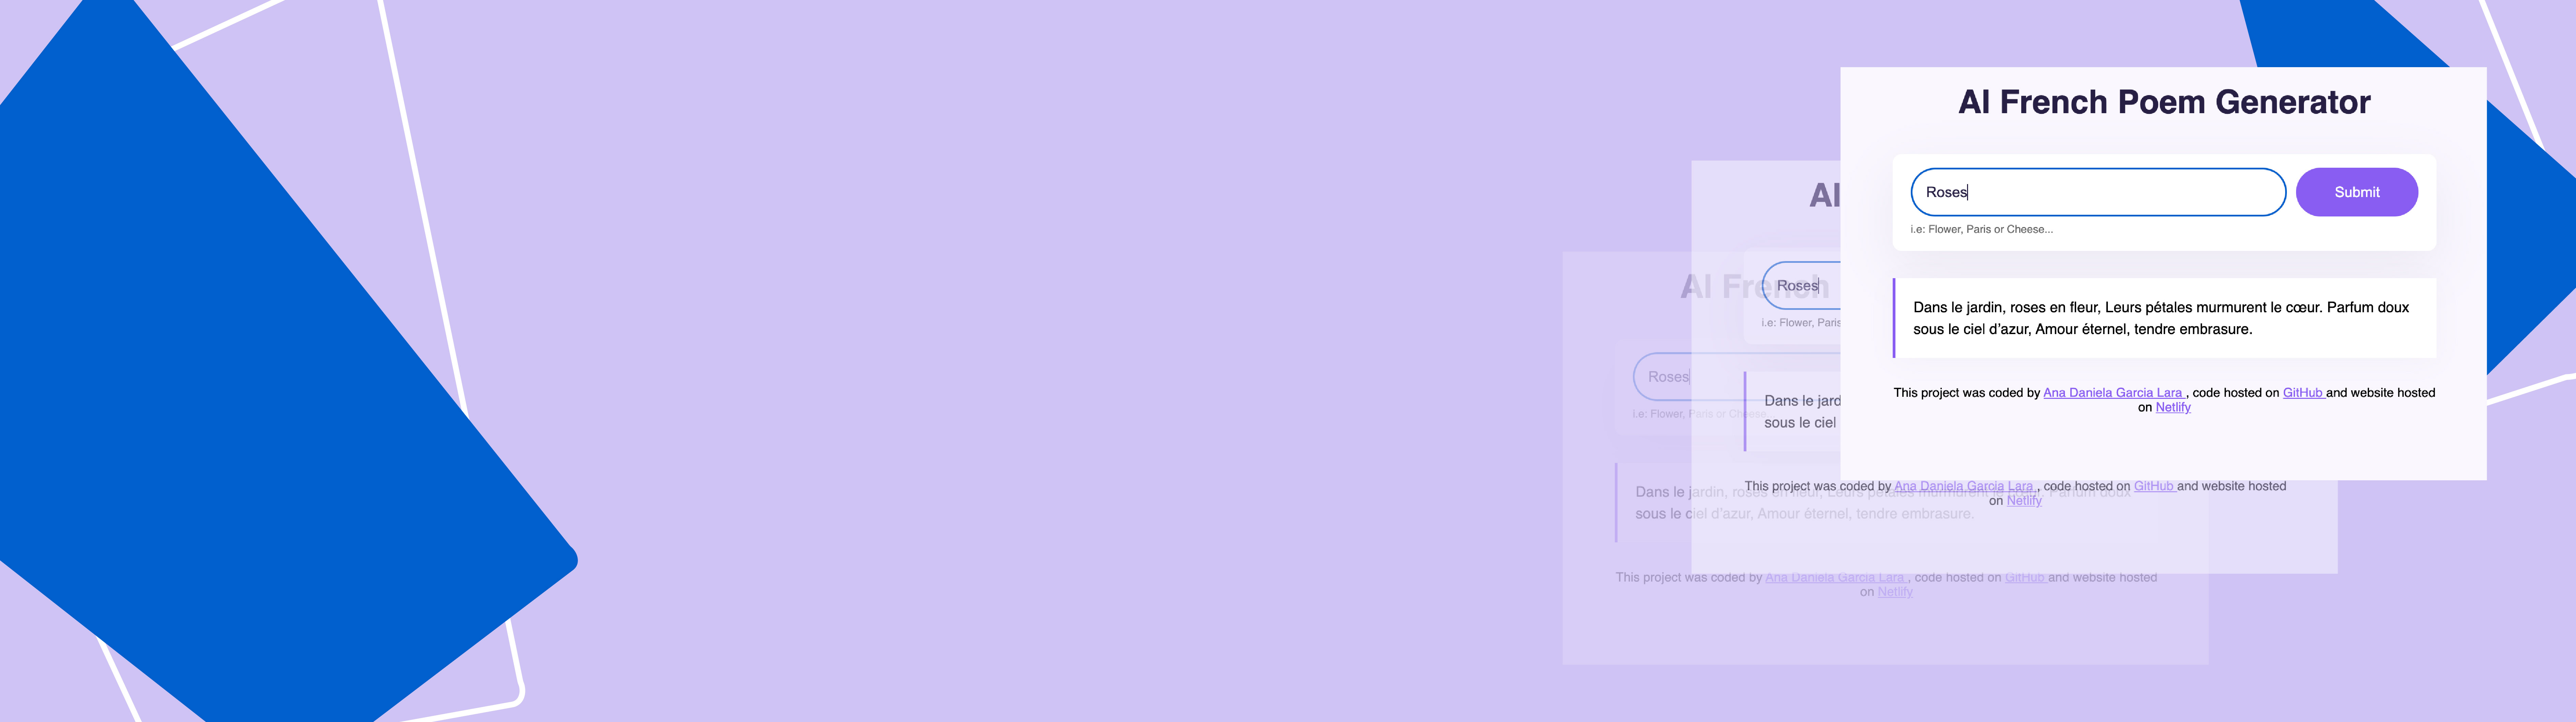 AI French Poem Generator
Roses
Submit
i.e: Flower, Paris or Cheese...
Dans le jardin, roses en fleur, Leurs pétales murmurent le cœur. Parfum doux
sous le ciel d’azur, Amour éternel, tendre embrasure.
This project was coded by Ana Daniela Garcia Lara , code hosted on GitHub and website hosted
on Netlify
AI
Roses
i.e: Flower, Paris
Dans le jard
sous le ciel
This project was coded by Ana Daniela Garcia Lara , code hosted on GitHub and website hosted
on Netlify
AI French
Roses
i.e: Flower, Paris or Cheese...
Dans le jardin, roses en fleur, Leurs pétales murmurent le cœur. Parfum doux
sous le ciel d’azur, Amour éternel, tendre embrasure.
This project was coded by Ana Daniela Garcia Lara , code hosted on GitHub and website hosted
on Netlify